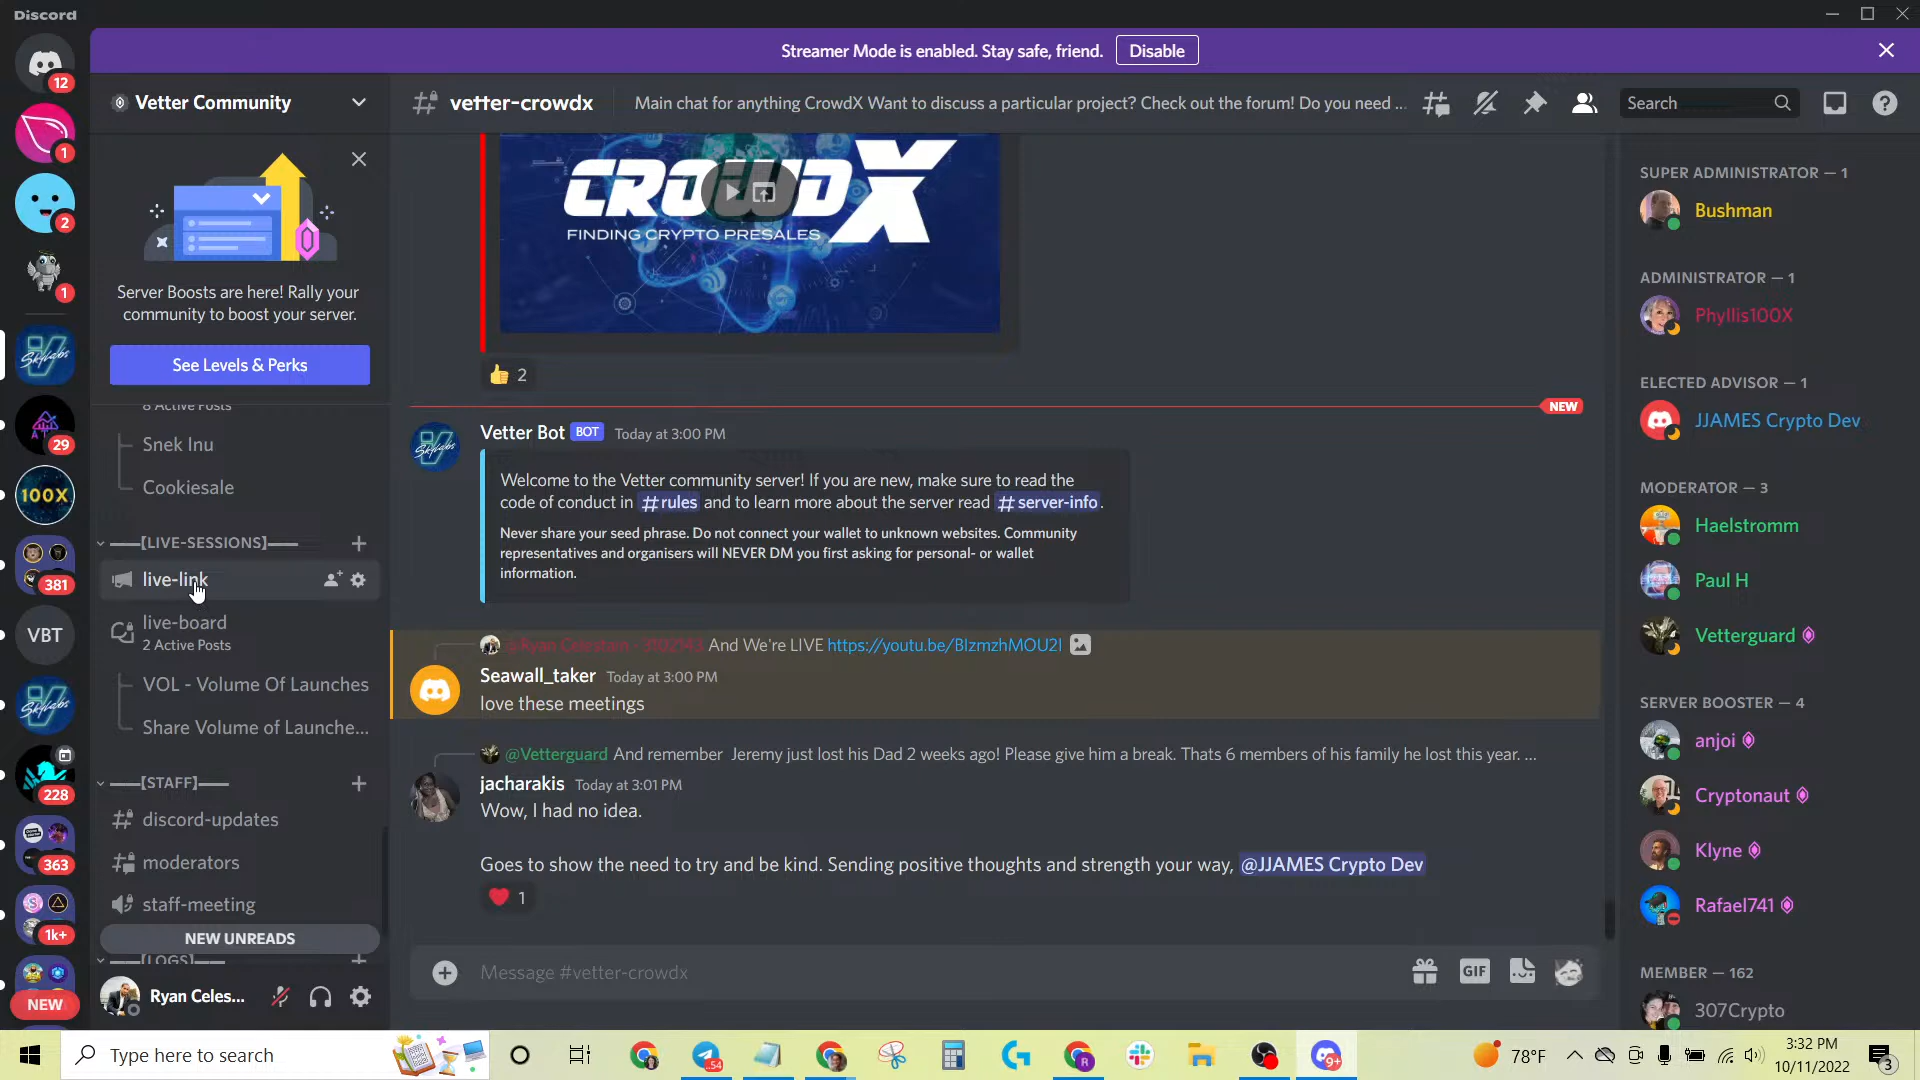 Discord
Streamer Mode is enabled. Stay safe, friend.
Disable
12
1
2
1
29
100X
381
VBT
228
363
1k+
NEW
Vetter Community
Server Boosts are here! Rally your
community to boost your server.
See Levels & Perks
8 Active Posts
Snek Inu
Cookiesale
[LIVE-SESSIONS]
live-link
live-board
2 Active Posts
VOL - Volume Of Launches
Share Volume of Launche...
[STAFF]
discord-updates
moderators
staff-meeting
NEW UNREADS
[LOGS]
Ryan Celes...
vetter-crowdx
Main chat for anything CrowdX Want to discuss a particular project? Check out the forum! Do you need ...
Search
CROWDX
FINDING CRYPTO PRESALES
2
NEW
Vetter Bot BOT Today at 3:00 PM
Welcome to the Vetter community server! If you are new, make sure to read the
code of conduct in #rules and to learn more about the server read #server-info.
Never share your seed phrase. Do not connect your wallet to unknown websites. Community
representatives and organisers will NEVER DM you first asking for personal- or wallet
information.
@Ryan Celestain - 3102143 And We're LIVE https://youtu.be/BIzmzhMOU2I
Seawall_taker Today at 3:00 PM
love these meetings
@Vetterguard And remember Jeremy just lost his Dad 2 weeks ago! Please give him a break. Thats 6 members of his family he lost this year. ...
jacharakis Today at 3:01 PM
Wow, I had no idea.
Goes to show the need to try and be kind. Sending positive thoughts and strength your way, @JJAMES Crypto Dev
1
Message #vetter-crowdx
GIF
SUPER ADMINISTRATOR — 1
Bushman
ADMINISTRATOR — 1
Phyllis100X
ELECTED ADVISOR — 1
JJAMES Crypto Dev
MODERATOR — 3
Haelstromm
Paul H
Vetterguard
SERVER BOOSTER — 4
anjoi
Cryptonaut
Klyne
Rafael741
MEMBER — 162
307Crypto
Type here to search
54
9+
78°F
3:32 PM
10/11/2022
3